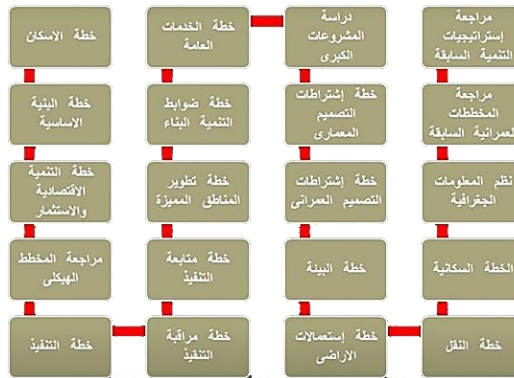 مراجعة
إستراتيجيات
التنمية السابقة
مراجعة
المخططات
العمرانية السابقة
نظم المعلومات
الجغرافية
الخطة السكانية
خطة النقل
خطة إستعمالات
الاراضى
خطة البيئة
خطة إشتراطات
التصميم العمرانى
خطة إشتراطات
التصميم
المعمارى
دراسة
المشروعات
الكبرى
خطة الخدمات
العامة
خطة ضوابط
التنمية البناء
خطة تطوير
المناطق المميزة
خطة متابعة
التنفيذ
خطة مراقبة
التنفيذ
خطة التنفيذ
مراجعة المخطط
الهيكلى
خطة التنمية
الاقتصادية
والاستثمار
خطة البنية
الاساسية
خطة الاسكان